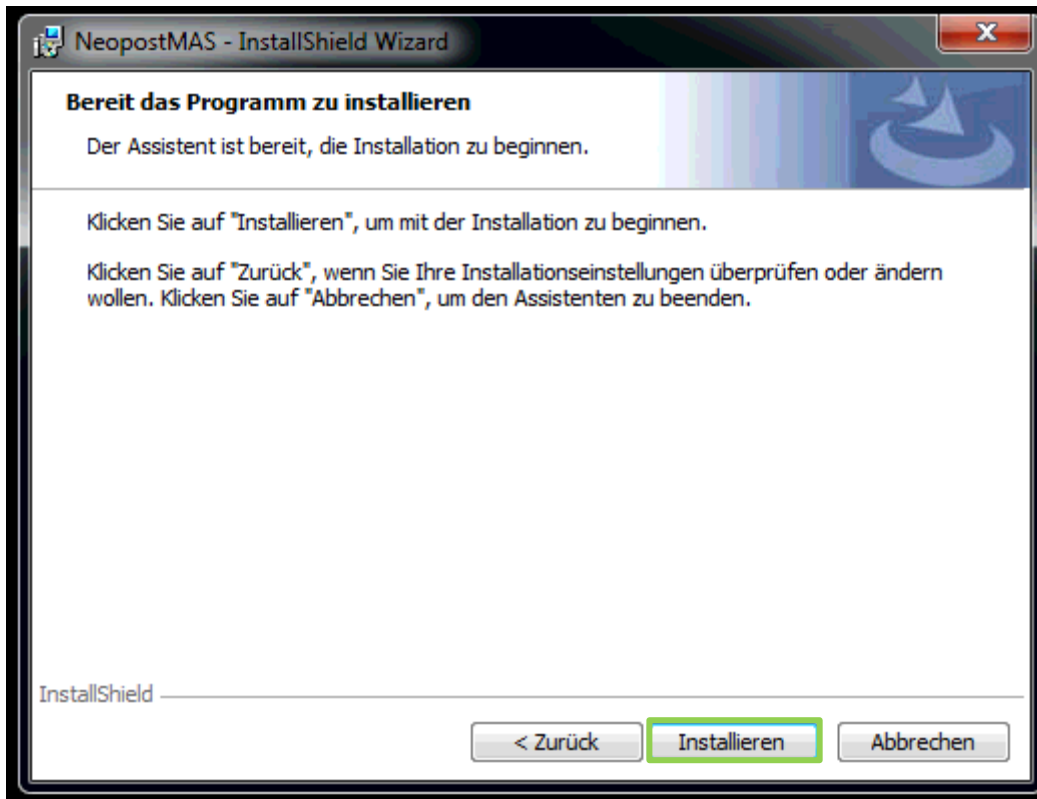 NeopostMAS - InstallShield Wizard
Bereit das Programm zu installieren
Der Assistent ist bereit, die Installation zu beginnen.
Klicken Sie auf "Installieren", um mit der Installation zu beginnen.
Klicken Sie auf "Zurück", wenn Sie Ihre Installationseinstellungen überprüfen oder ändern
wollen. Klicken Sie auf "Abbrechen", um den Assistenten zu beenden.
InstallShield
< Zurück Installieren Abbrechen